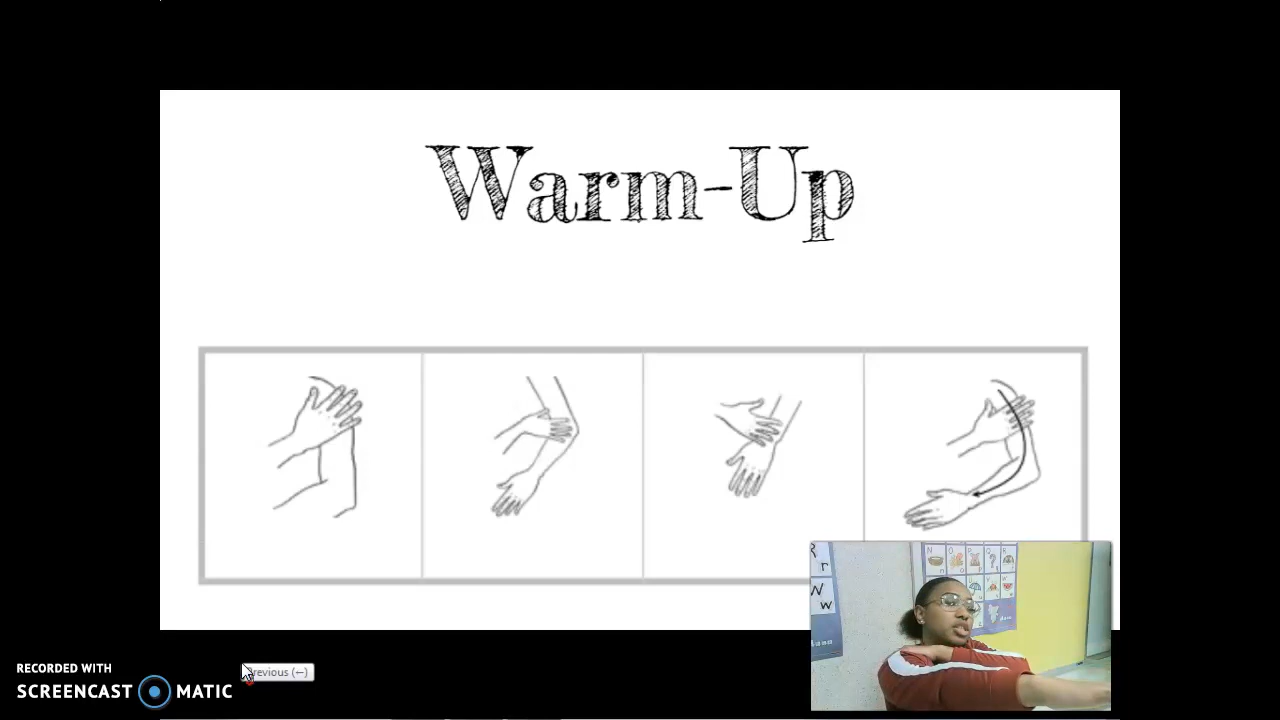 Warm-Up
R
r
N
w
N
O
P
Q
R
RECORDED WITH
SCREENCAST MATIC
Previous (←)